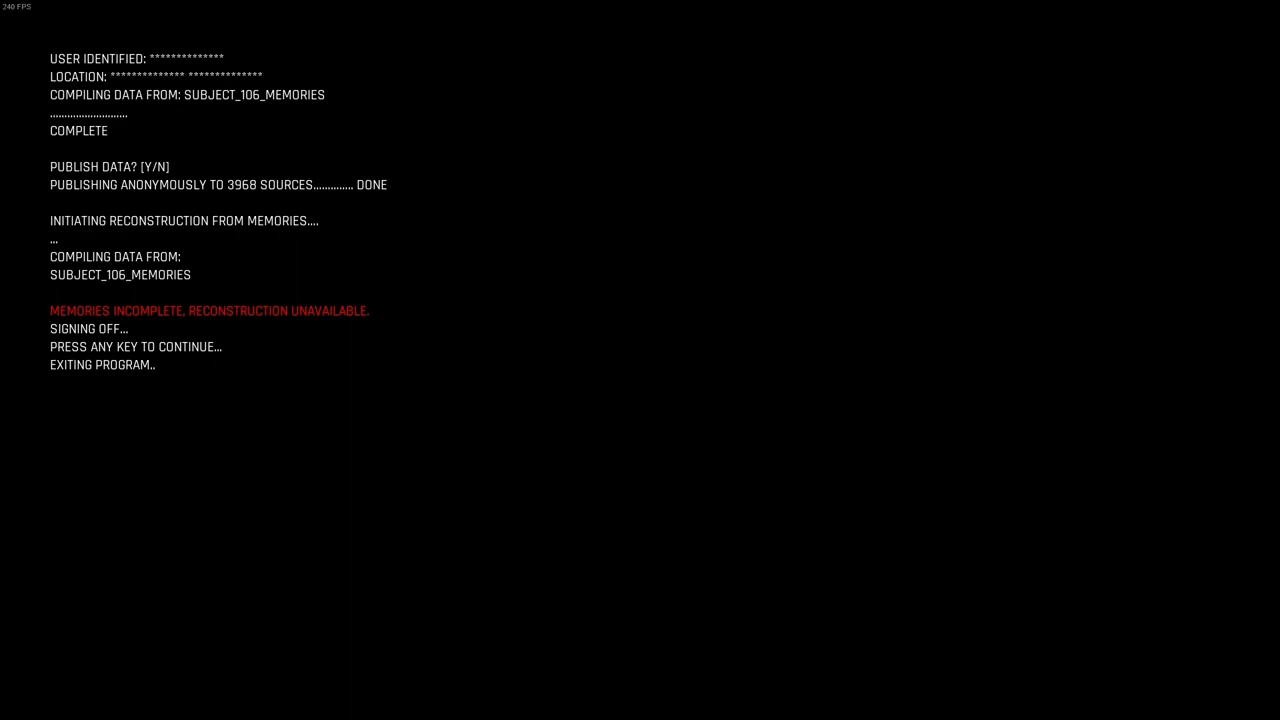 240 FPS
USER IDENTIFIED: **************
LOCATION: ************** **************
COMPILING DATA FROM: SUBJECT_106_MEMORIES
..........................
COMPLETE
PUBLISH DATA? [Y/N]
PUBLISHING ANONYMOUSLY TO 3968 SOURCES.............. DONE
INITIATING RECONSTRUCTION FROM MEMORIES....
...
COMPILING DATA FROM:
SUBJECT_106_MEMORIES
MEMORIES INCOMPLETE, RECONSTRUCTION UNAVAILABLE.
SIGNING OFF...
PRESS ANY KEY TO CONTINUE...
EXITING PROGRAM..